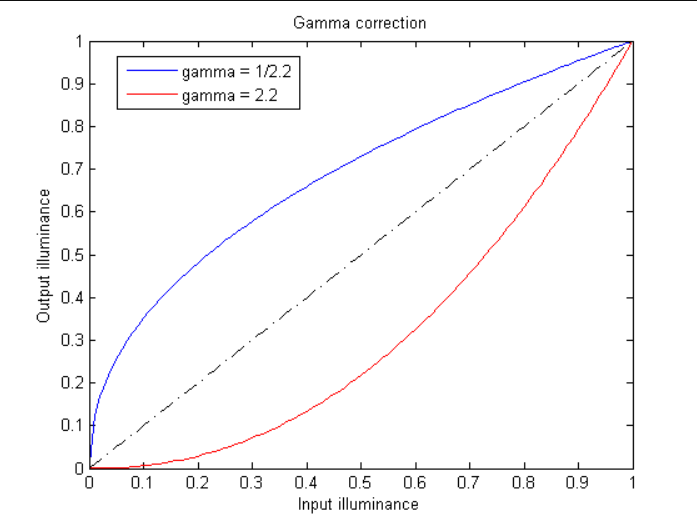 Gamma correction
1
0.9
0.8
0.7
0.6
0.5
0.4
0.3
0.2
0.1
0
Output illuminance
gamma = 1/2.2
gamma = 2.2
0 0.1 0.2 0.3 0.4 0.5 0.6 0.7 0.8 0.9 1
Input illuminance